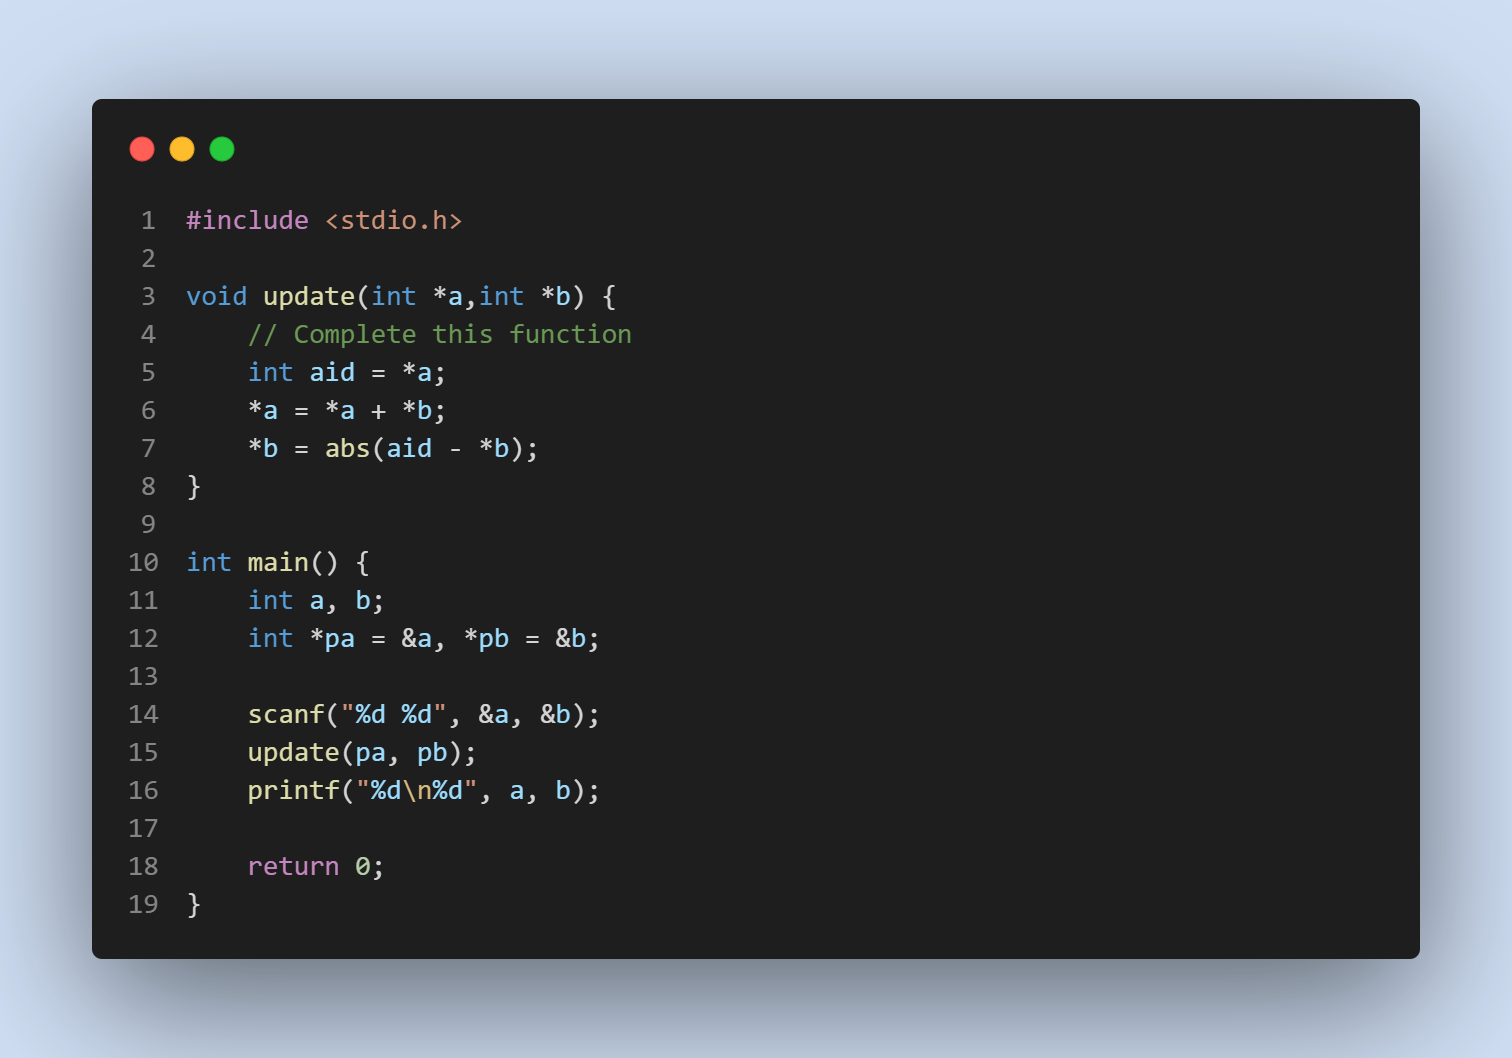 1 #include <stdio.h>
2
3 void update(int *a,int *b) {
4     // Complete this function
5     int aid = *a;
6     *a = *a + *b;
7     *b = abs(aid - *b);
8 }
9
10 int main() {
11     int a, b;
12     int *pa = &a, *pb = &b;
13
14     scanf("%d %d", &a, &b);
15     update(pa, pb);
16     printf("%d\n%d", a, b);
17
18     return 0;
19 }